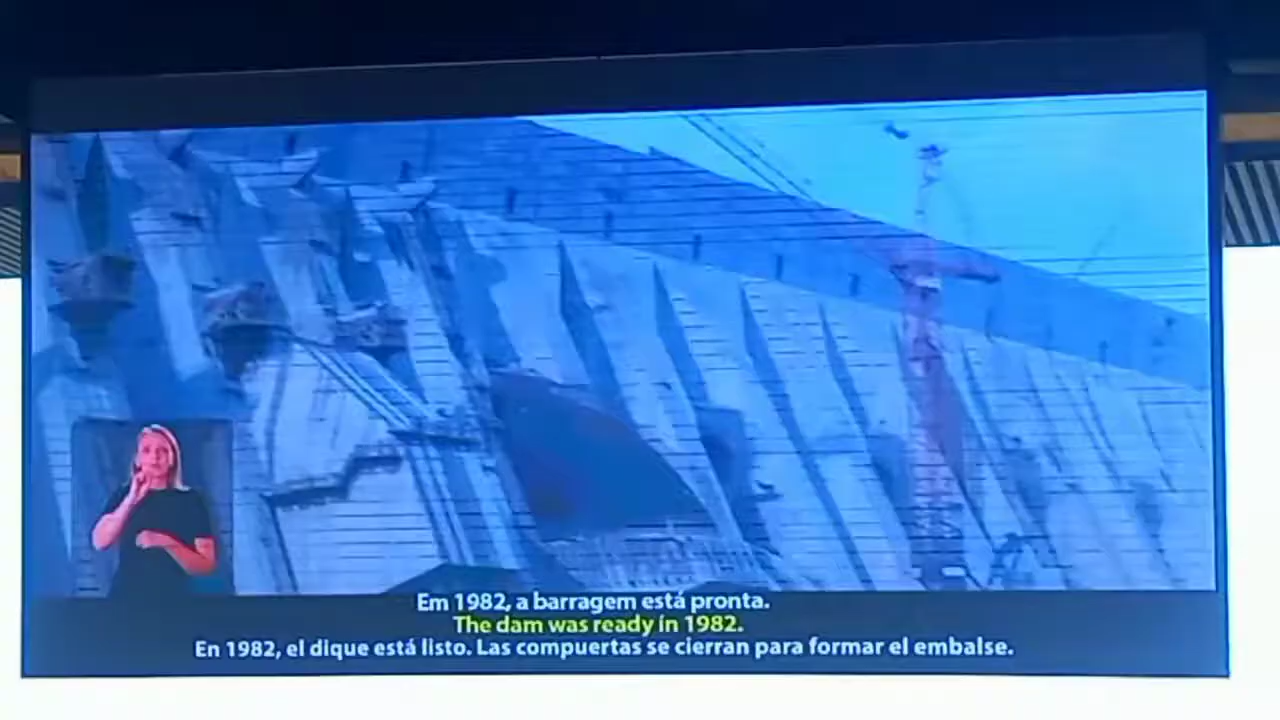 Em 1982, a barragem está pronta.
The dam was ready in 1982.
En 1982, el dique está listo. Las compuertas se cierran para formar el embalse.